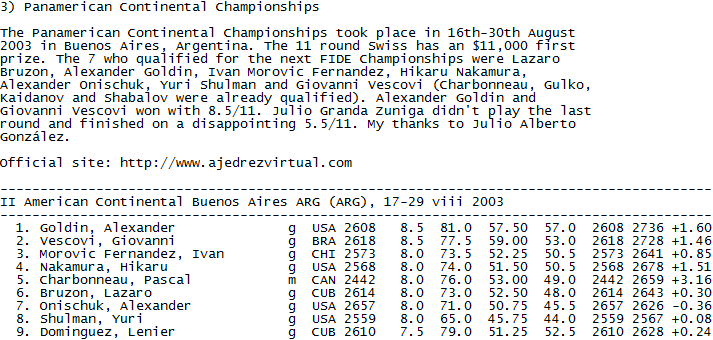 3) Panamerican Continental Championships
The Panamerican Continental Championships took place in 16th-30th August
2003 in Buenos Aires, Argentina. The 11 round Swiss has an $11,000 first
prize. The 7 who qualified for the next FIDE Championships were Lazaro
Bruzon, Alexander Goldin, Ivan Morovic Fernandez, Hikaru Nakamura,
Alexander Onischuk, Yuri Shulman and Giovanni Vescovi (Charbonneau, Gulko,
Kaidanov and Shabalov were already qualified). Alexander Goldin and
Giovanni Vescovi won with 8.5/11. Julio Granda Zuniga didn't play the last
round and finished on a disappointing 5.5/11. My thanks to Julio Alberto
González.
Official site: http://www.ajedrezvirtual.com
-----------------------------------------------------------------------------------------
II American Continental Buenos Aires ARG (ARG), 17-29 viii 2003
-----------------------------------------------------------------------------------------
1. Goldin, Alexander g USA 2608 8.5 81.0 57.50 57.0 2608 2736 +1.60
2. Vescovi, Giovanni g BRA 2618 8.5 77.5 59.00 53.0 2618 2728 +1.46
3. Morovic Fernandez, Ivan g CHI 2573 8.0 73.5 52.25 50.5 2573 2641 +0.85
4. Nakamura, Hikaru g USA 2568 8.0 74.0 51.50 50.5 2568 2678 +1.51
5. Charbonneau, Pascal m CAN 2442 8.0 76.0 53.00 49.0 2442 2659 +3.16
6. Bruzon, Lazaro g CUB 2614 8.0 73.0 52.50 48.0 2614 2643 +0.30
7. Onischuk, Alexander g USA 2657 8.0 71.0 50.75 45.5 2657 2626 -0.36
8. Shulman, Yuri g USA 2559 8.0 65.0 45.75 44.0 2559 2567 +0.08
9. Dominguez, Lenier g CUB 2610 7.5 79.0 51.25 52.5 2610 2628 +0.24